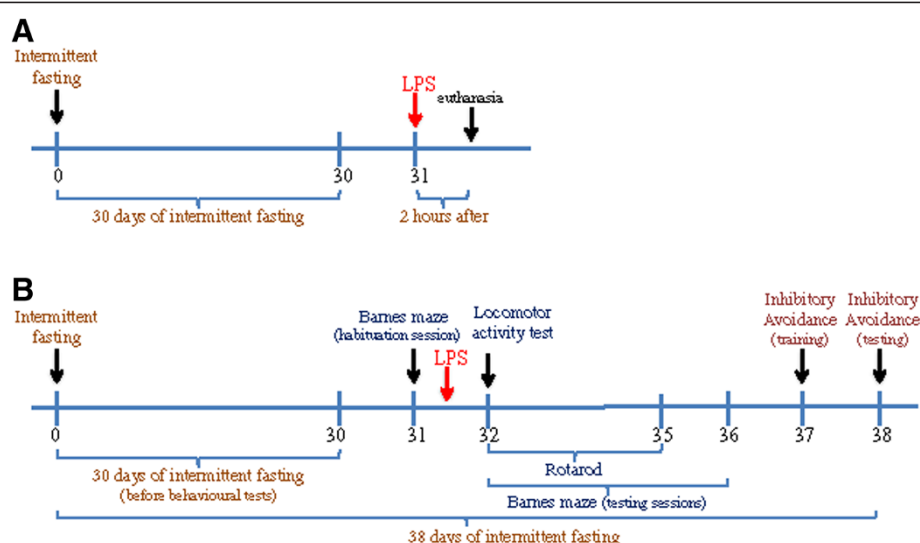 A
Intermittent
fasting
LPS
euthanasia
0
30
31
30 days of intermittent fasting
2 hours after
B
Intermittent
fasting
Barnes maze
(habituation session)
LPS
Locomotor
activity test
Inhibitory
Avoidance
(training)
Inhibitory
Avoidance
(testing)
0
30
31
32
35
36
37
38
30 days of intermittent fasting
(before behavioural tests)
Rotarod
Barnes maze (testing sessions)
38 days of intermittent fasting